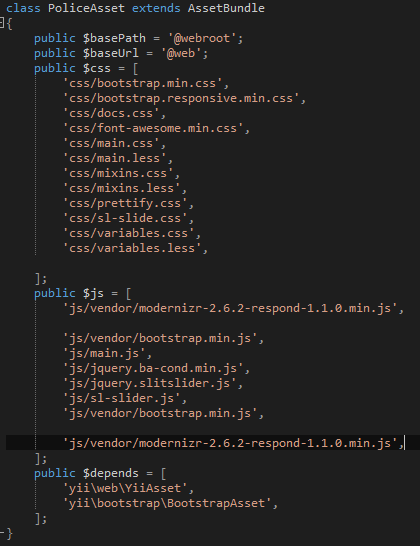 class PoliceAsset extends AssetBundle
{
public $basePath = '@webroot';
public $baseUrl = '@web';
public $css = [
'css/bootstrap.min.css',
'css/bootstrap.responsive.min.css',
'css/docs.css',
'css/font-awesome.min.css',
'css/main.css',
'css/main.less',
'css/mixins.css',
'css/mixins.less',
'css/prettify.css',
'css/sl-slide.css',
'css/variables.css',
'css/variables.less',
];
public $js = [
'js/vendor/modernizr-2.6.2-respond-1.1.0.min.js',
'js/vendor/bootstrap.min.js',
'js/main.js',
'js/jquery.ba-cond.min.js',
'js/jquery.slitslider.js',
'js/sl-slider.js',
'js/vendor/bootstrap.min.js',
'js/vendor/modernizr-2.6.2-respond-1.1.0.min.js',
];
public $depends = [
'yii\web\YiiAsset',
'yii\bootstrap\BootstrapAsset',
];
}